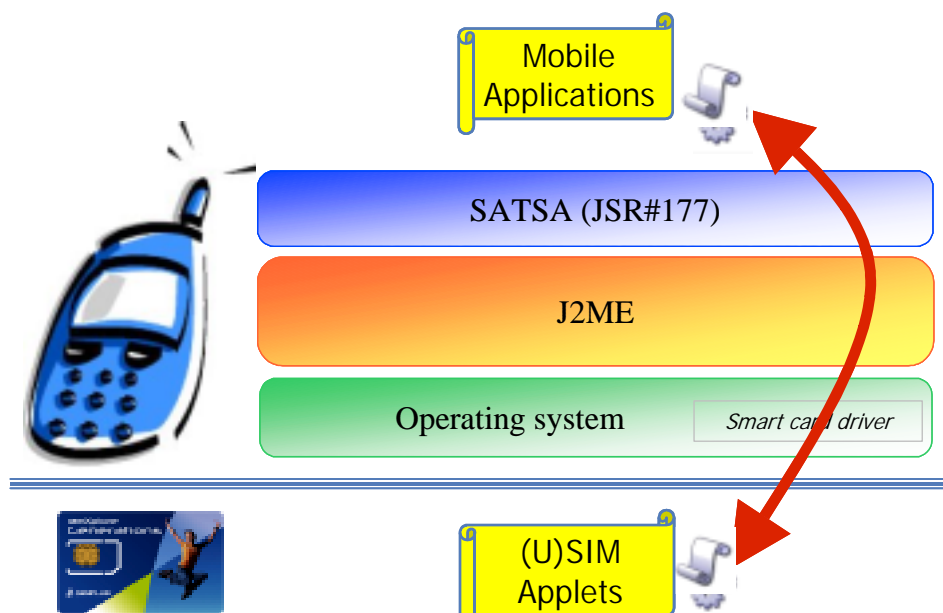 Mobile
Applications
SATSA (JSR#177)
J2ME
Operating system
Smart card driver
(U)SIM
Applets